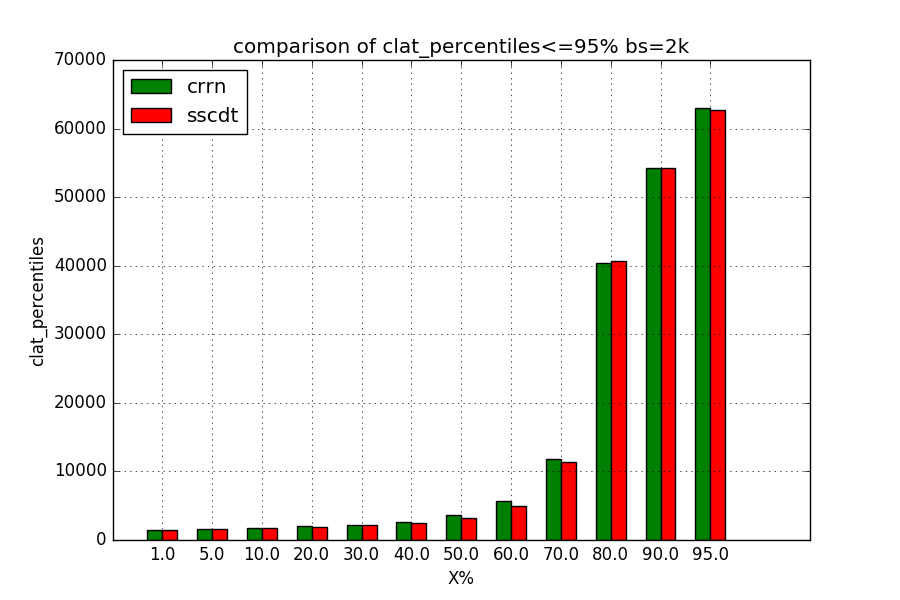 comparison of clat_percentiles<=95% bs=2k
crrn
sscdt
clat_percentiles
70000
60000
50000
40000
30000
20000
10000
0
1.0 5.0 10.0 20.0 30.0 40.0 50.0 60.0 70.0 80.0 90.0 95.0
X%